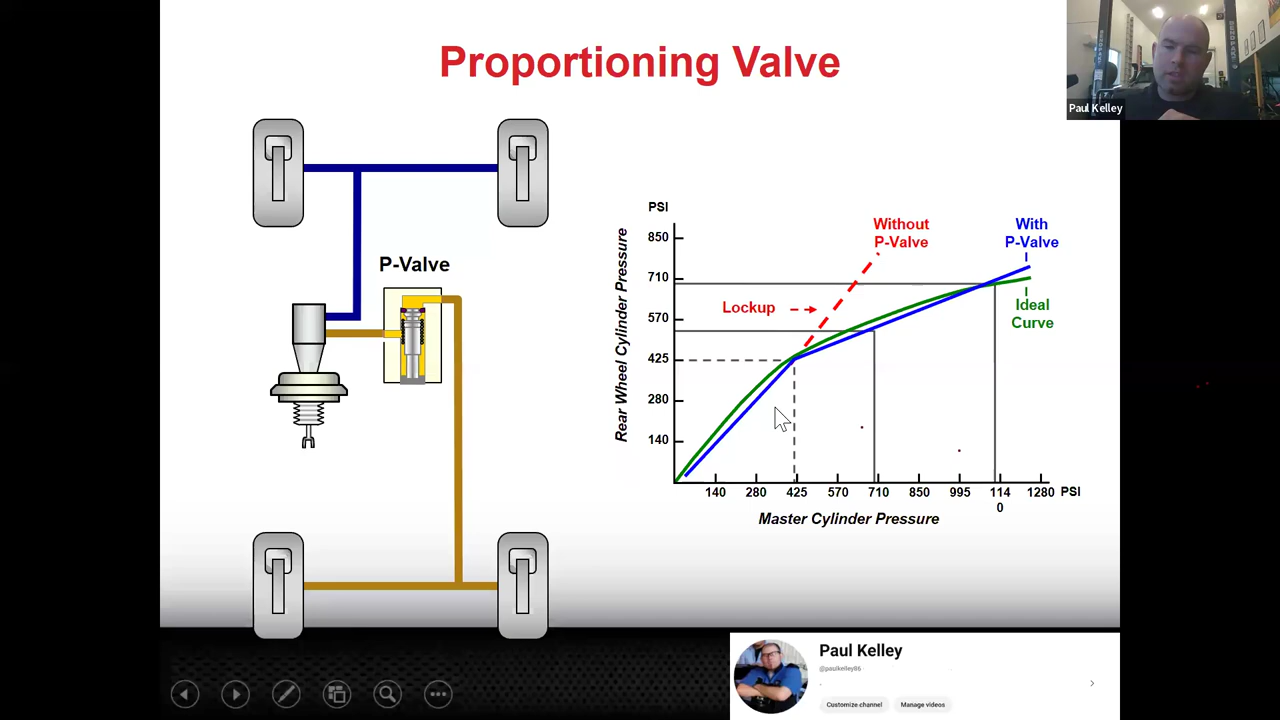 Proportioning Valve
Paul Kelley
P-Valve
PSI
850
710
570
425
280
140
Rear Wheel Cylinder Pressure
Without
P-Valve
With
P-Valve
Lockup
Ideal
Curve
140 280 425 570 710 850 995 114 1280 PSI
0
Master Cylinder Pressure
Paul Kelley
@paulkelley86
Customize channel
Manage videos